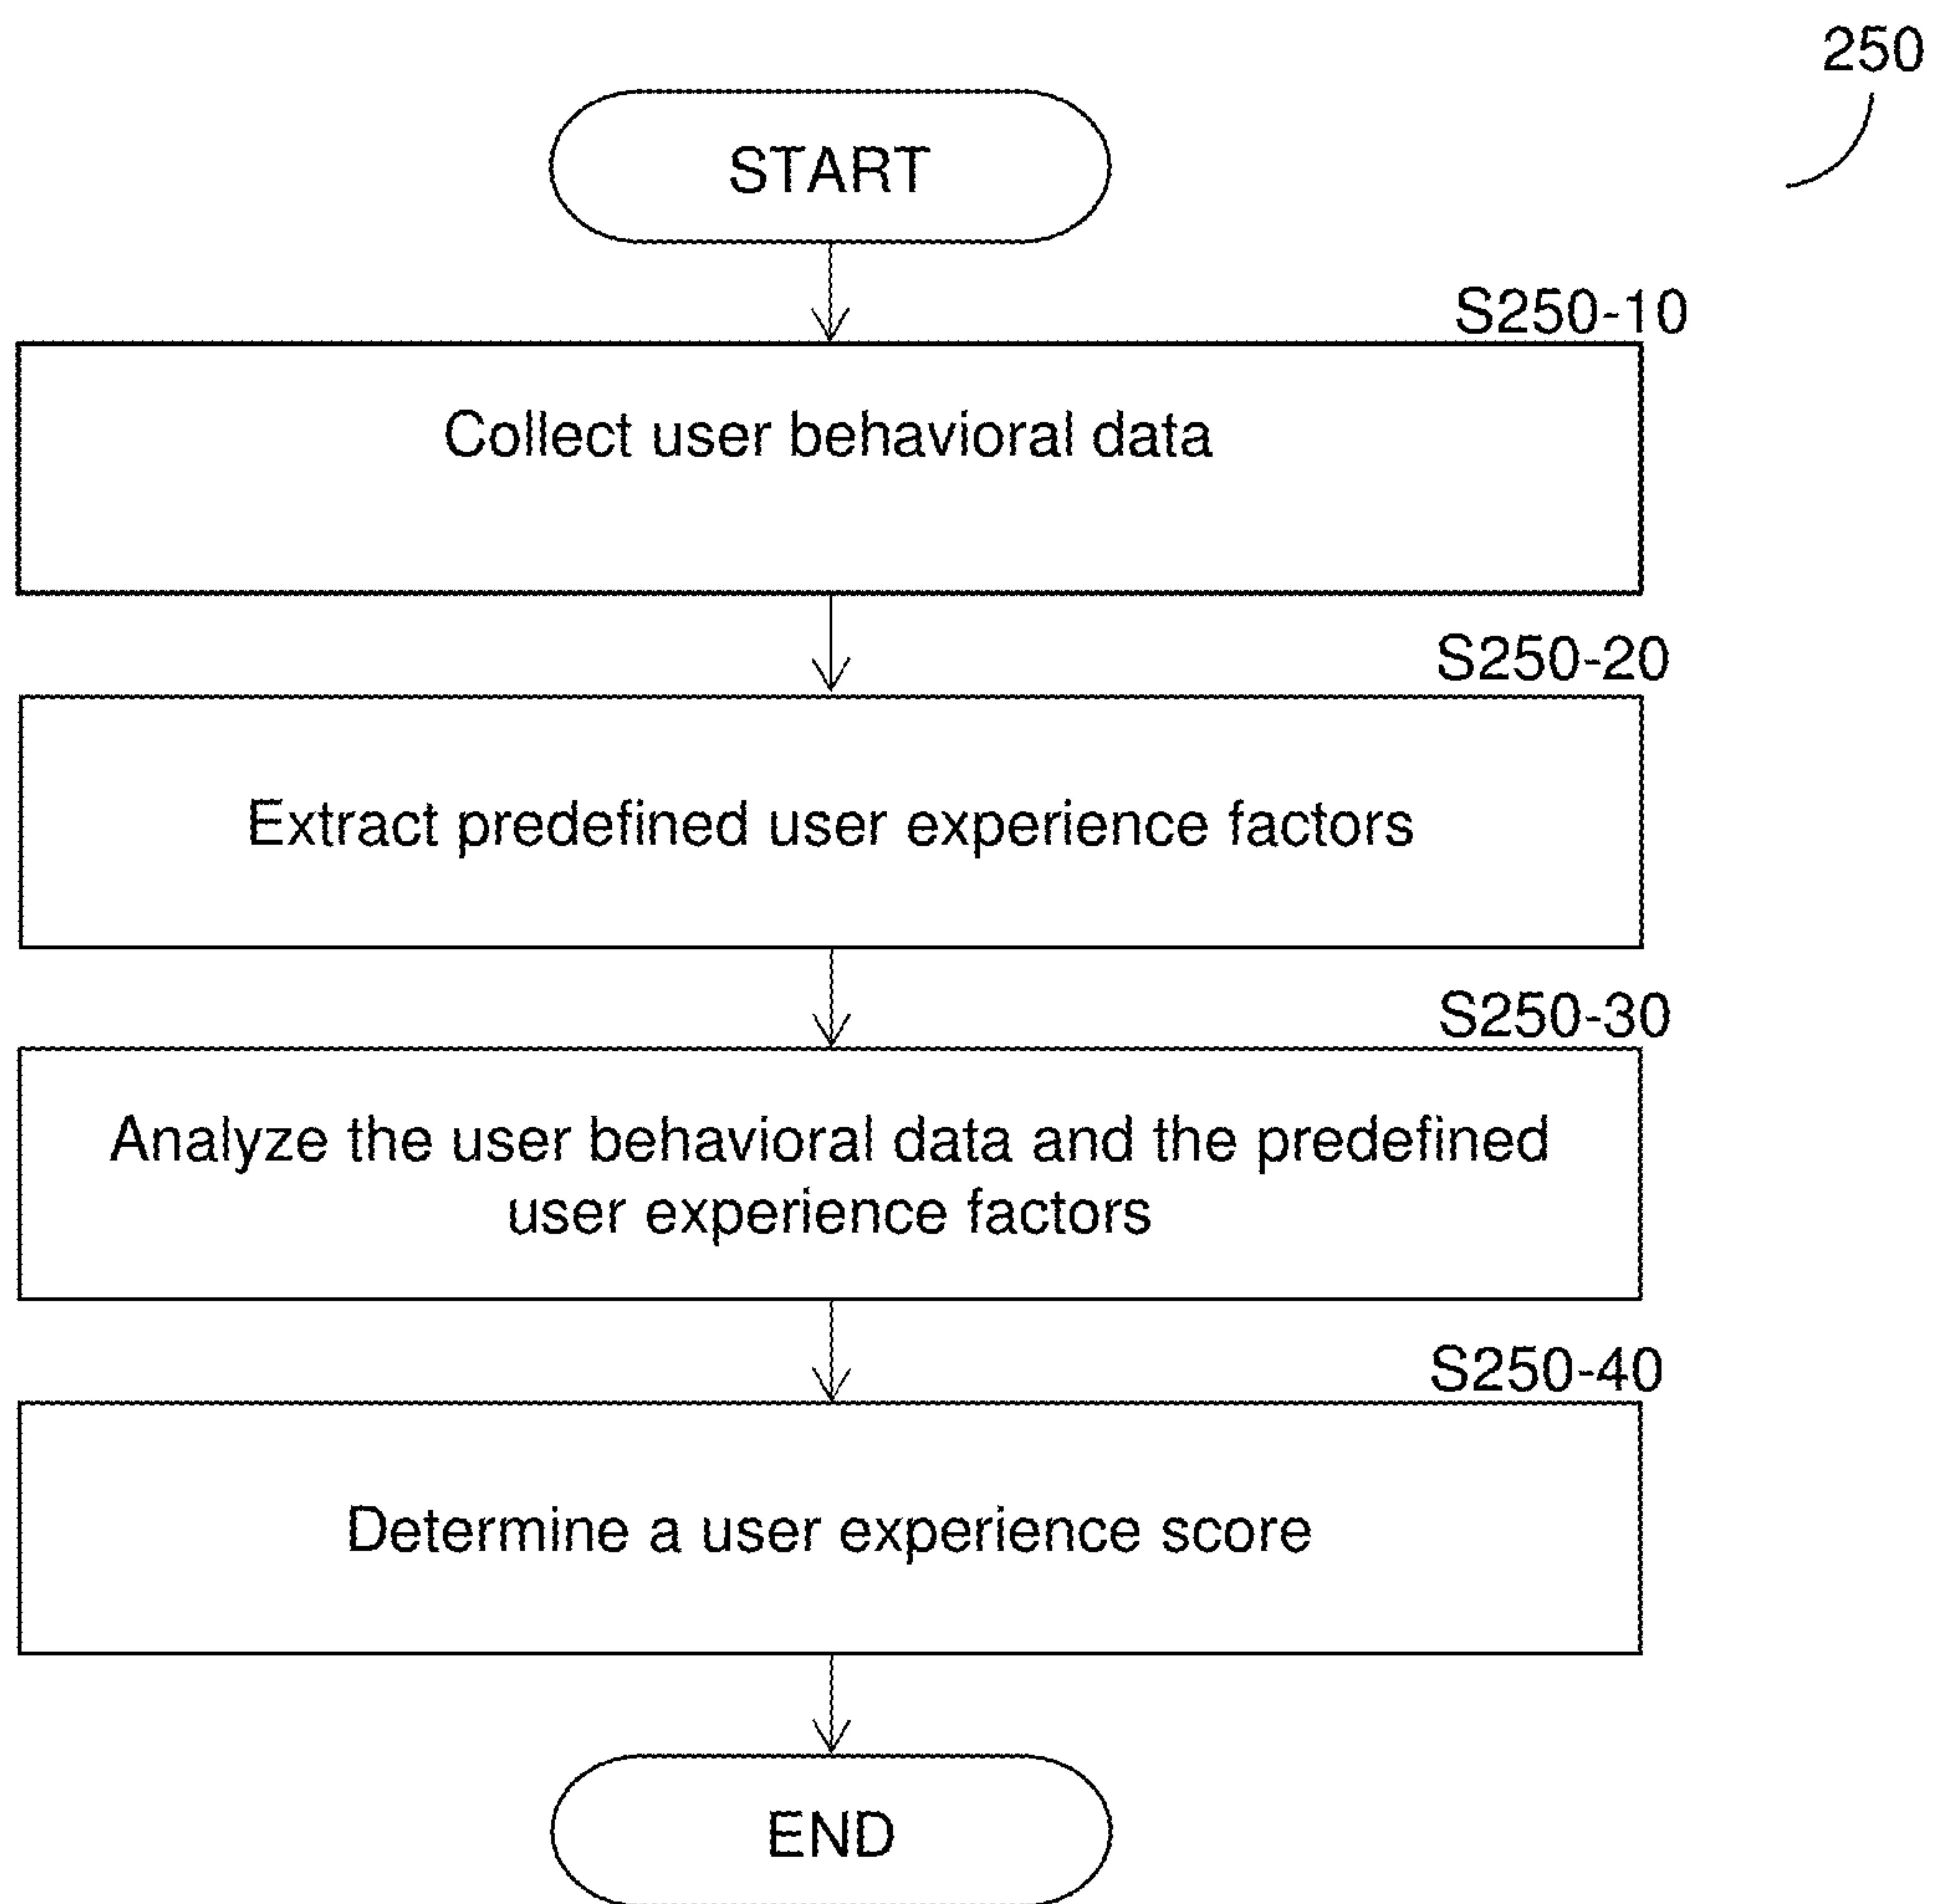 250
START
S250-10
Collect user behavioral data
S250-20
Extract predefined user experience factors
S250-30
Analyze the user behavioral data and the predefined
user experience factors
S250-40
Determine a user experience score
END